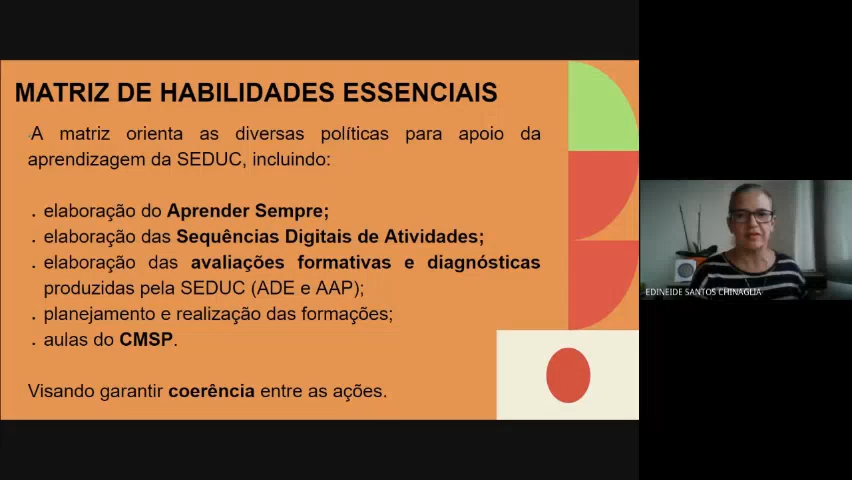 MATRIZ DE HABILIDADES ESSENCIAIS
A matriz orienta as diversas políticas para apoio da
aprendizagem da SEDUC, incluindo:
. elaboração do Aprender Sempre;
. elaboração das Sequências Digitais de Atividades;
. elaboração das avaliações formativas e diagnósticas
produzidas pela SEDUC (ADE e AAP);
. planejamento e realização das formações;
. aulas do CMSP.
Visando garantir coerência entre as ações.
EDINEIDE SANTOS CHINAGLIA